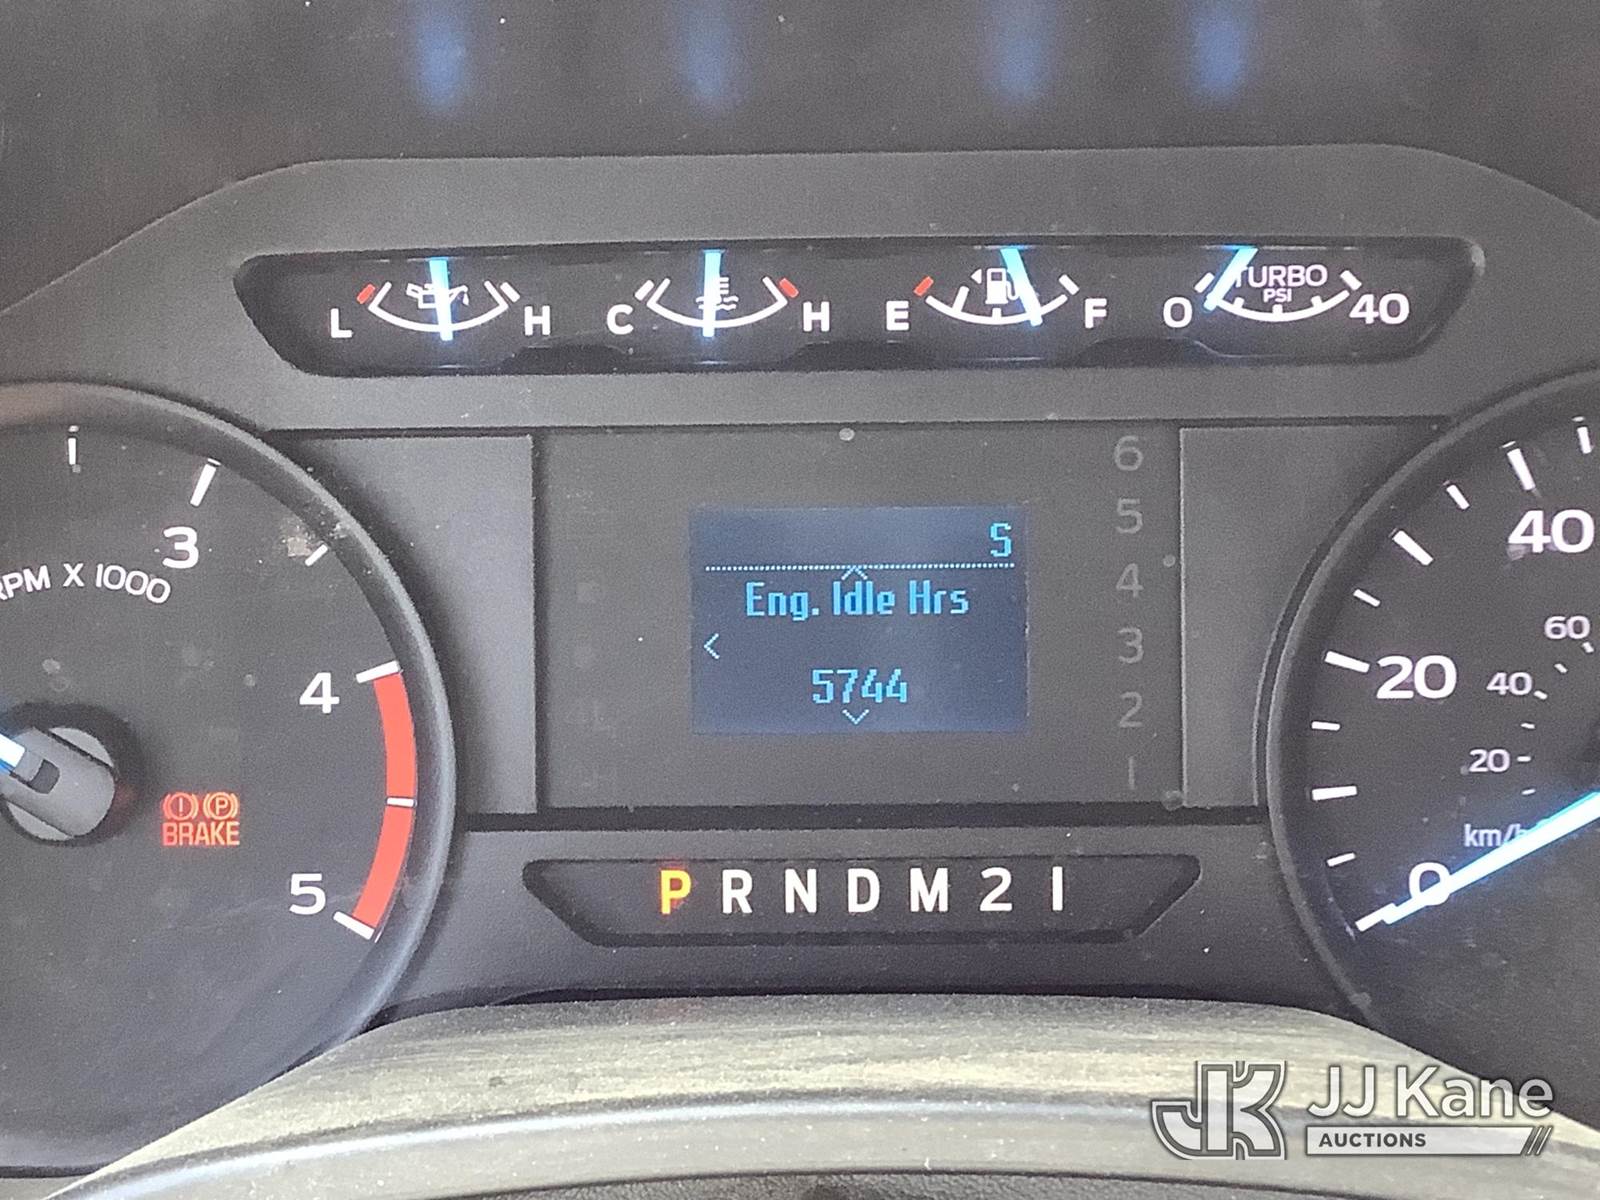 L H C H E F 0 TURBO PSI 40
6
5
4
3
2
1
S
Eng. Idle Hrs
5744
3
RPM X 1000
4
5
BRAKE
P R N D M 2 1
40
20
0
60
40
20
km/h
JJ Kane
AUCTIONS